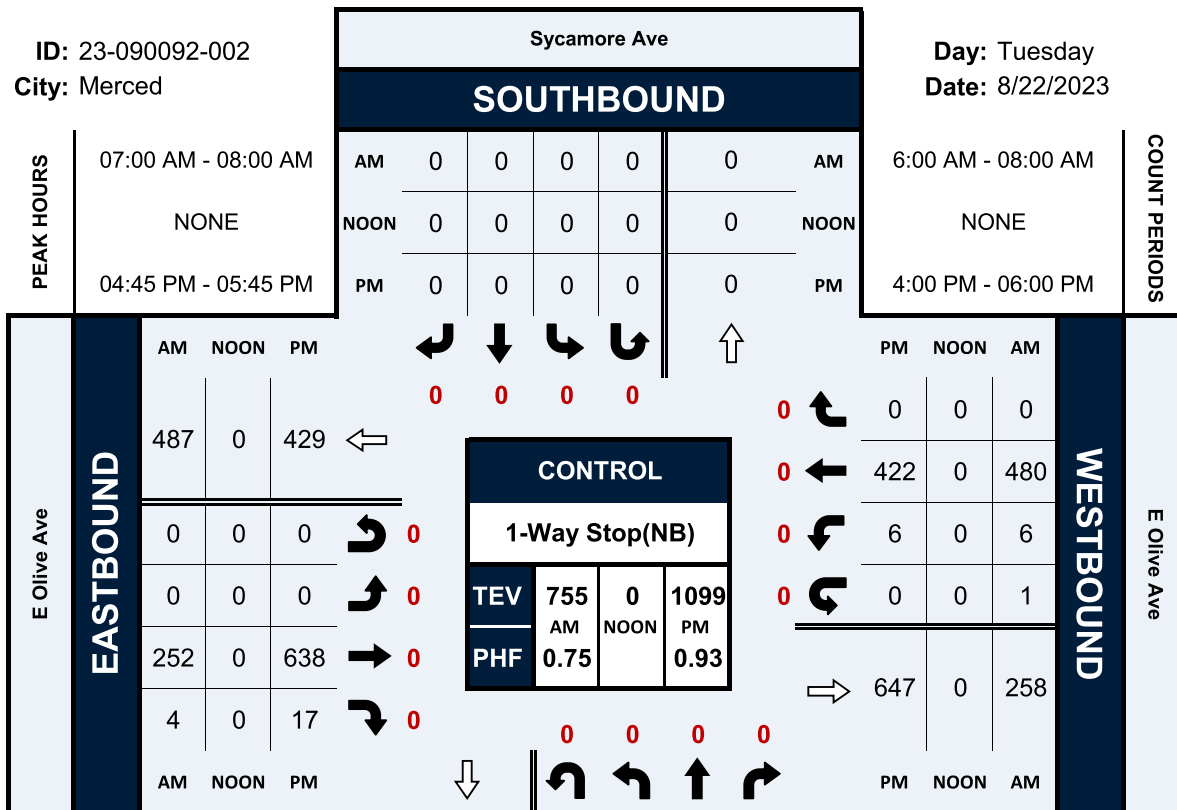 Sycamore Ave
ID: 23-090092-002
City: Merced
Day: Tuesday
Date: 8/22/2023
SOUTHBOUND
PEAK HOURS
07:00 AM - 08:00 AM
NONE
04:45 PM - 05:45 PM
AM 0 0 0 0 0 AM
NOON 0 0 0 0 0 NOON
PM 0 0 0 0 0 PM
6:00 AM - 08:00 AM
NONE
4:00 PM - 06:00 PM
COUNT PERIODS
0 0 0 0
E Olive Ave
EASTBOUND
AM NOON PM
487 0 429
0 0 0 0
0 0 0 0
252 0 638 0
4 0 17 0
AM NOON PM
CONTROL
1-Way Stop(NB)
TEV 755 0 1099
AM NOON PM
PHF 0.75 0.93
PM NOON AM
0 0 0 0
0 422 0 480
0 6 0 6
0 0 0 1
647 0 258
PM NOON AM
WESTBOUND
E Olive Ave
0 0 0 0